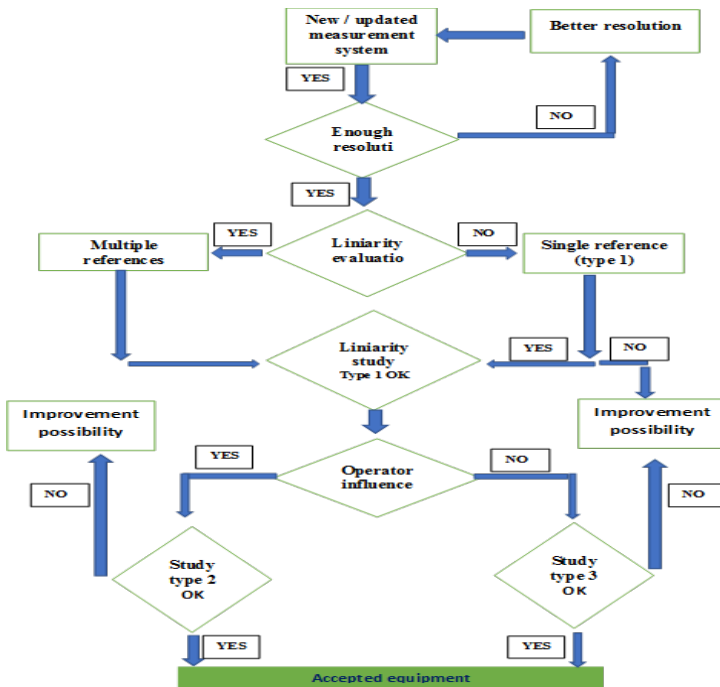 New / updated
measurement
system
Better resolution
YES
NO
Enough
resoluti
YES
YES
NO
Multiple
references
Liniarity
evaluatio
Single reference
(type 1)
Liniarity
study
Type 1 OK
YES
NO
Improvement
possibility
Improvement
possibility
YES
Operator
influence
NO
NO
NO
Study
type 2
OK
Study
type 3
OK
YES
YES
Accepted equipment